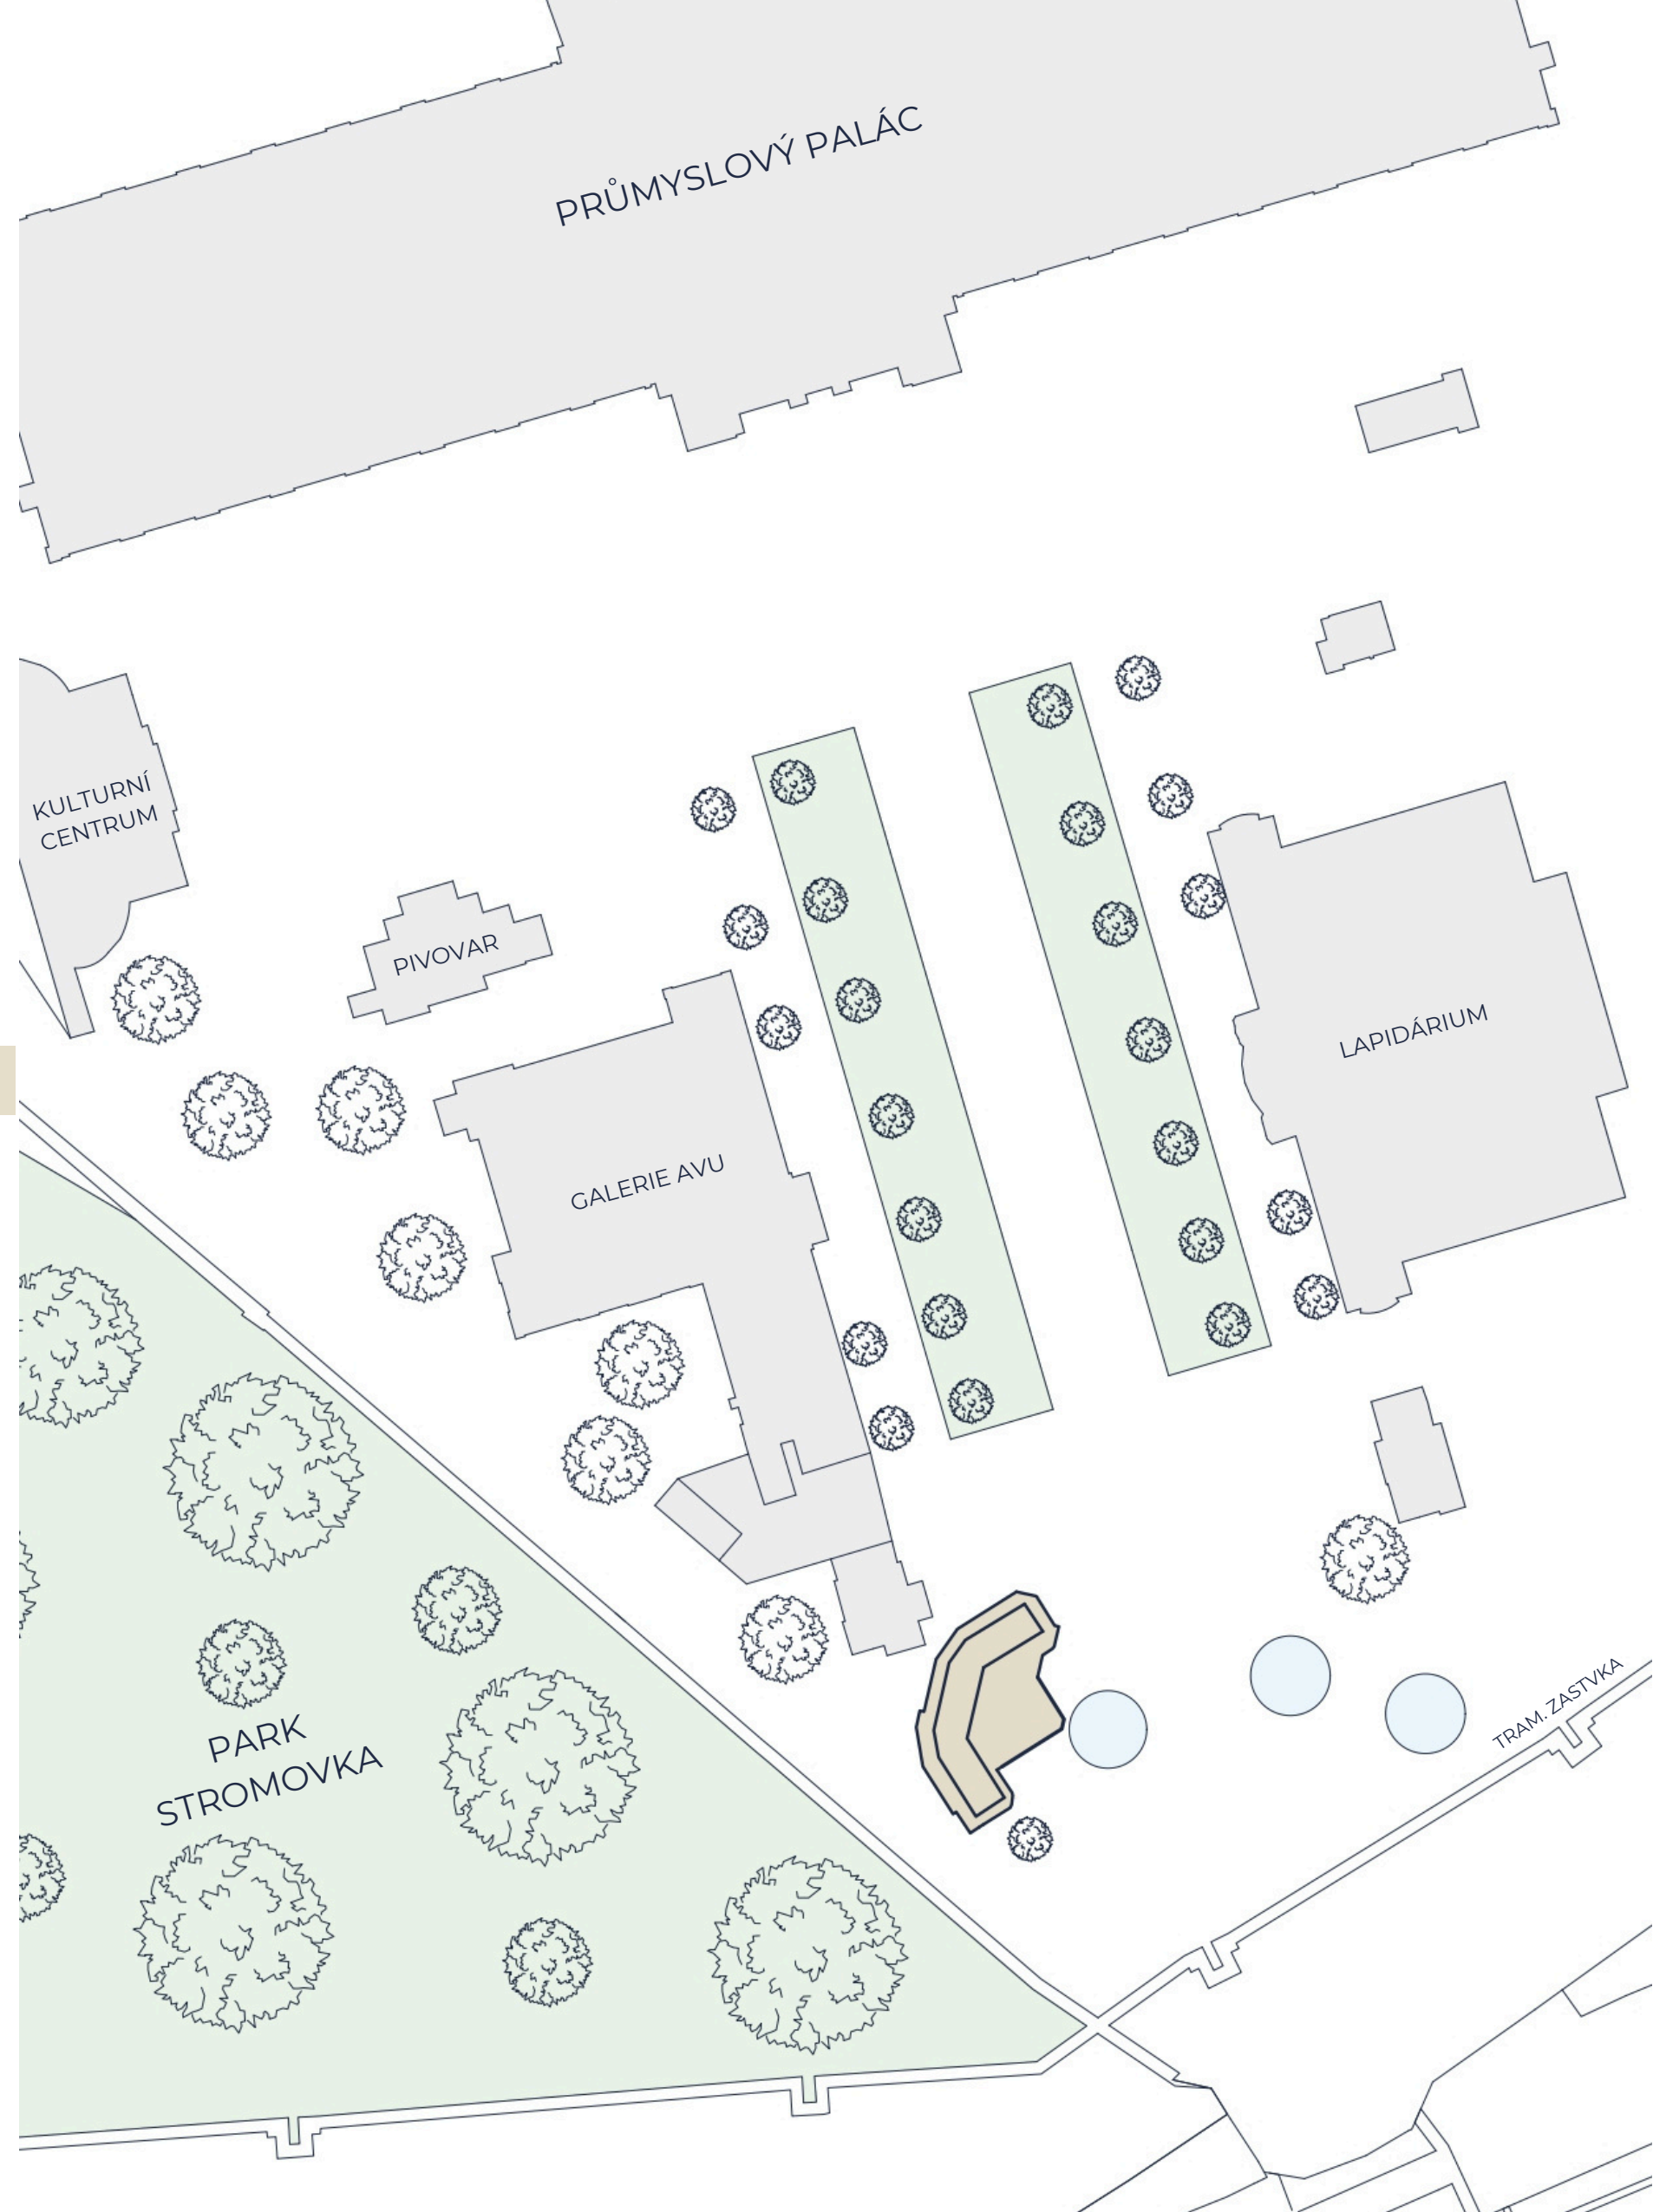 PRŮMYSLOVÝ PALÁC
KULTURNÍ
CENTRUM
PIVOVAR
LAPIDÁRIUM
GALERIE AVU
TRAM. ZASTVKA
PARK
STROMOVKA